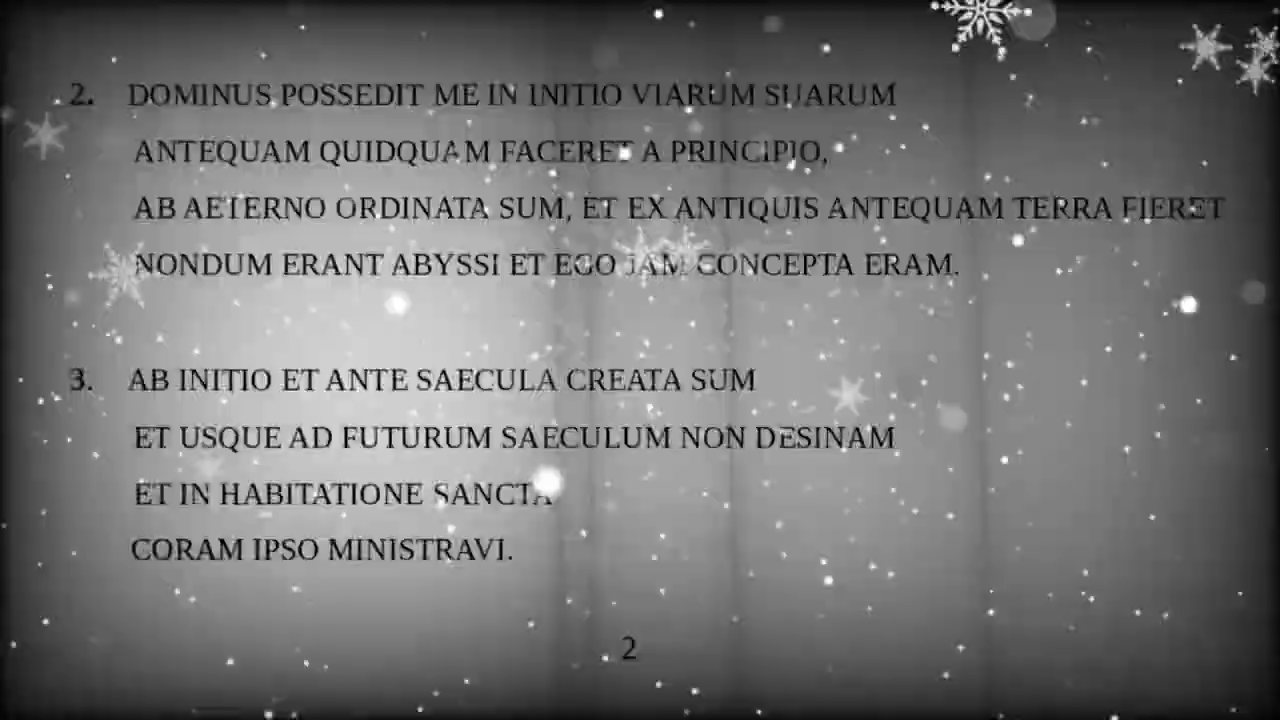 2. DOMINUS POSSEDIT ME IN INITIO VIARUM SUARUM
ANTEQUAM QUIDQUAM FACERET A PRINCIPIO,
AB AETERNO ORDINATA SUM, ET EX ANTIQUIS ANTEQUAM TERRA FIERET
NONDUM ERANT ABYSSI ET EGO JAM CONCEPTA ERAM.
3. AB INITIO ET ANTE SAECULA CREATA SUM
ET USQUE AD FUTURUM SAECULUM NON DESINAM
ET IN HABITATIONE SANCTA
CORAM IPSO MINISTRAVI.
2